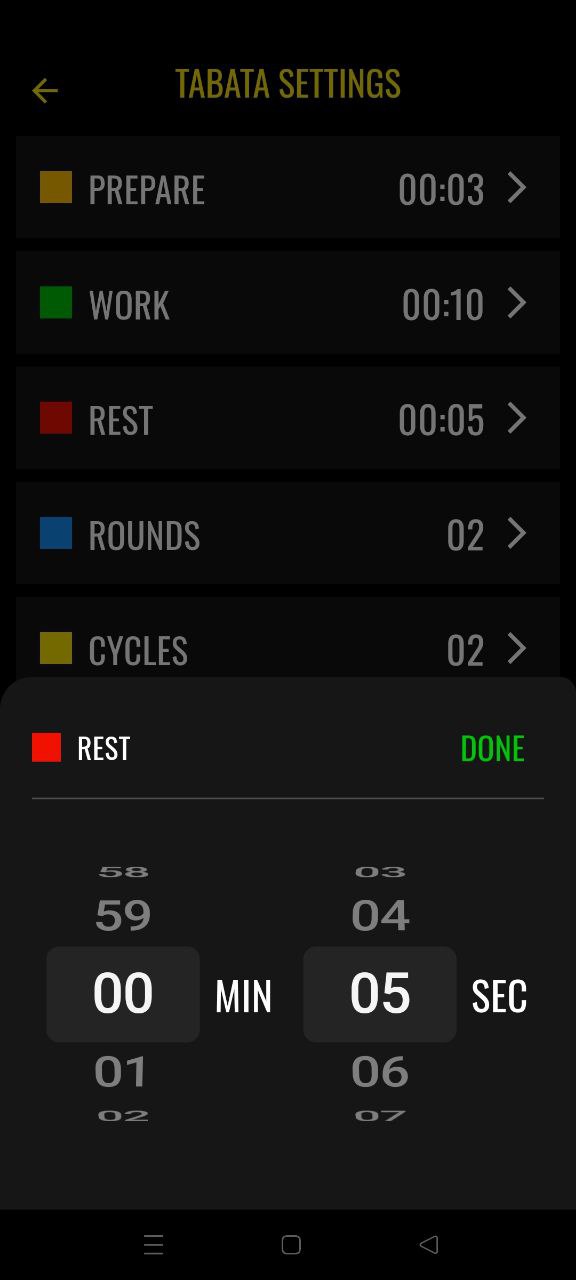 TABATA SETTINGS
PREPARE 00:03
WORK 00:10
REST 00:05
ROUNDS 02
CYCLES 02
REST DONE
58 03
59 04
00 MIN 05 SEC
01 06
02 07